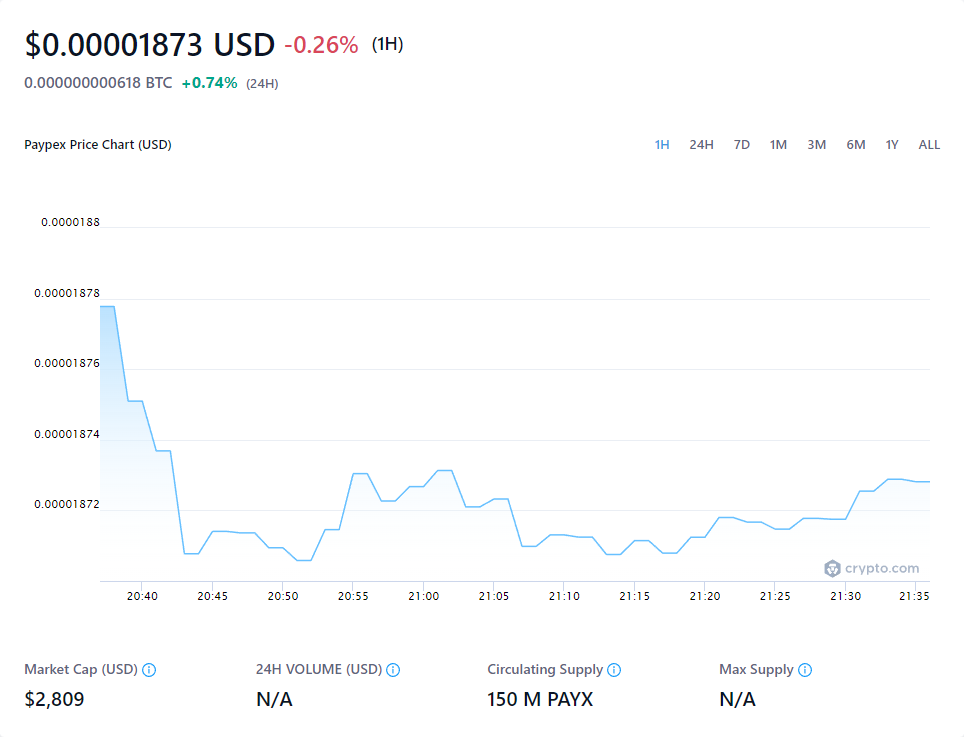 $0.00001873 USD -0.26% (1H)
0.000000000618 BTC +0.74% (24H)
Paypex Price Chart (USD) 1H 24H 7D 1M 3M 6M 1Y ALL
0.0000188
0.00001878
0.00001876
0.00001874
0.00001872
crypto.com
20:40 20:45 20:50 20:55 21:00 21:05 21:10 21:15 21:20 21:25 21:30 21:35
Market Cap (USD) 24H VOLUME (USD) Circulating Supply Max Supply
$2,809 N/A 150 M PAYX N/A